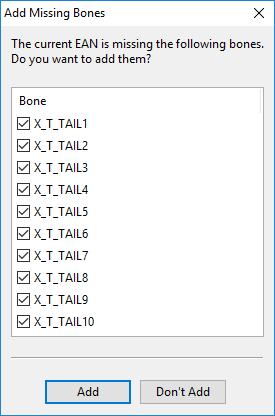 Add Missing Bones
The current EAN is missing the following bones.
Do you want to add them?
Bone
X_T_TAIL1
X_T_TAIL2
X_T_TAIL3
X_T_TAIL4
X_T_TAIL5
X_T_TAIL6
X_T_TAIL7
X_T_TAIL8
X_T_TAIL9
X_T_TAIL10
Add Don't Add